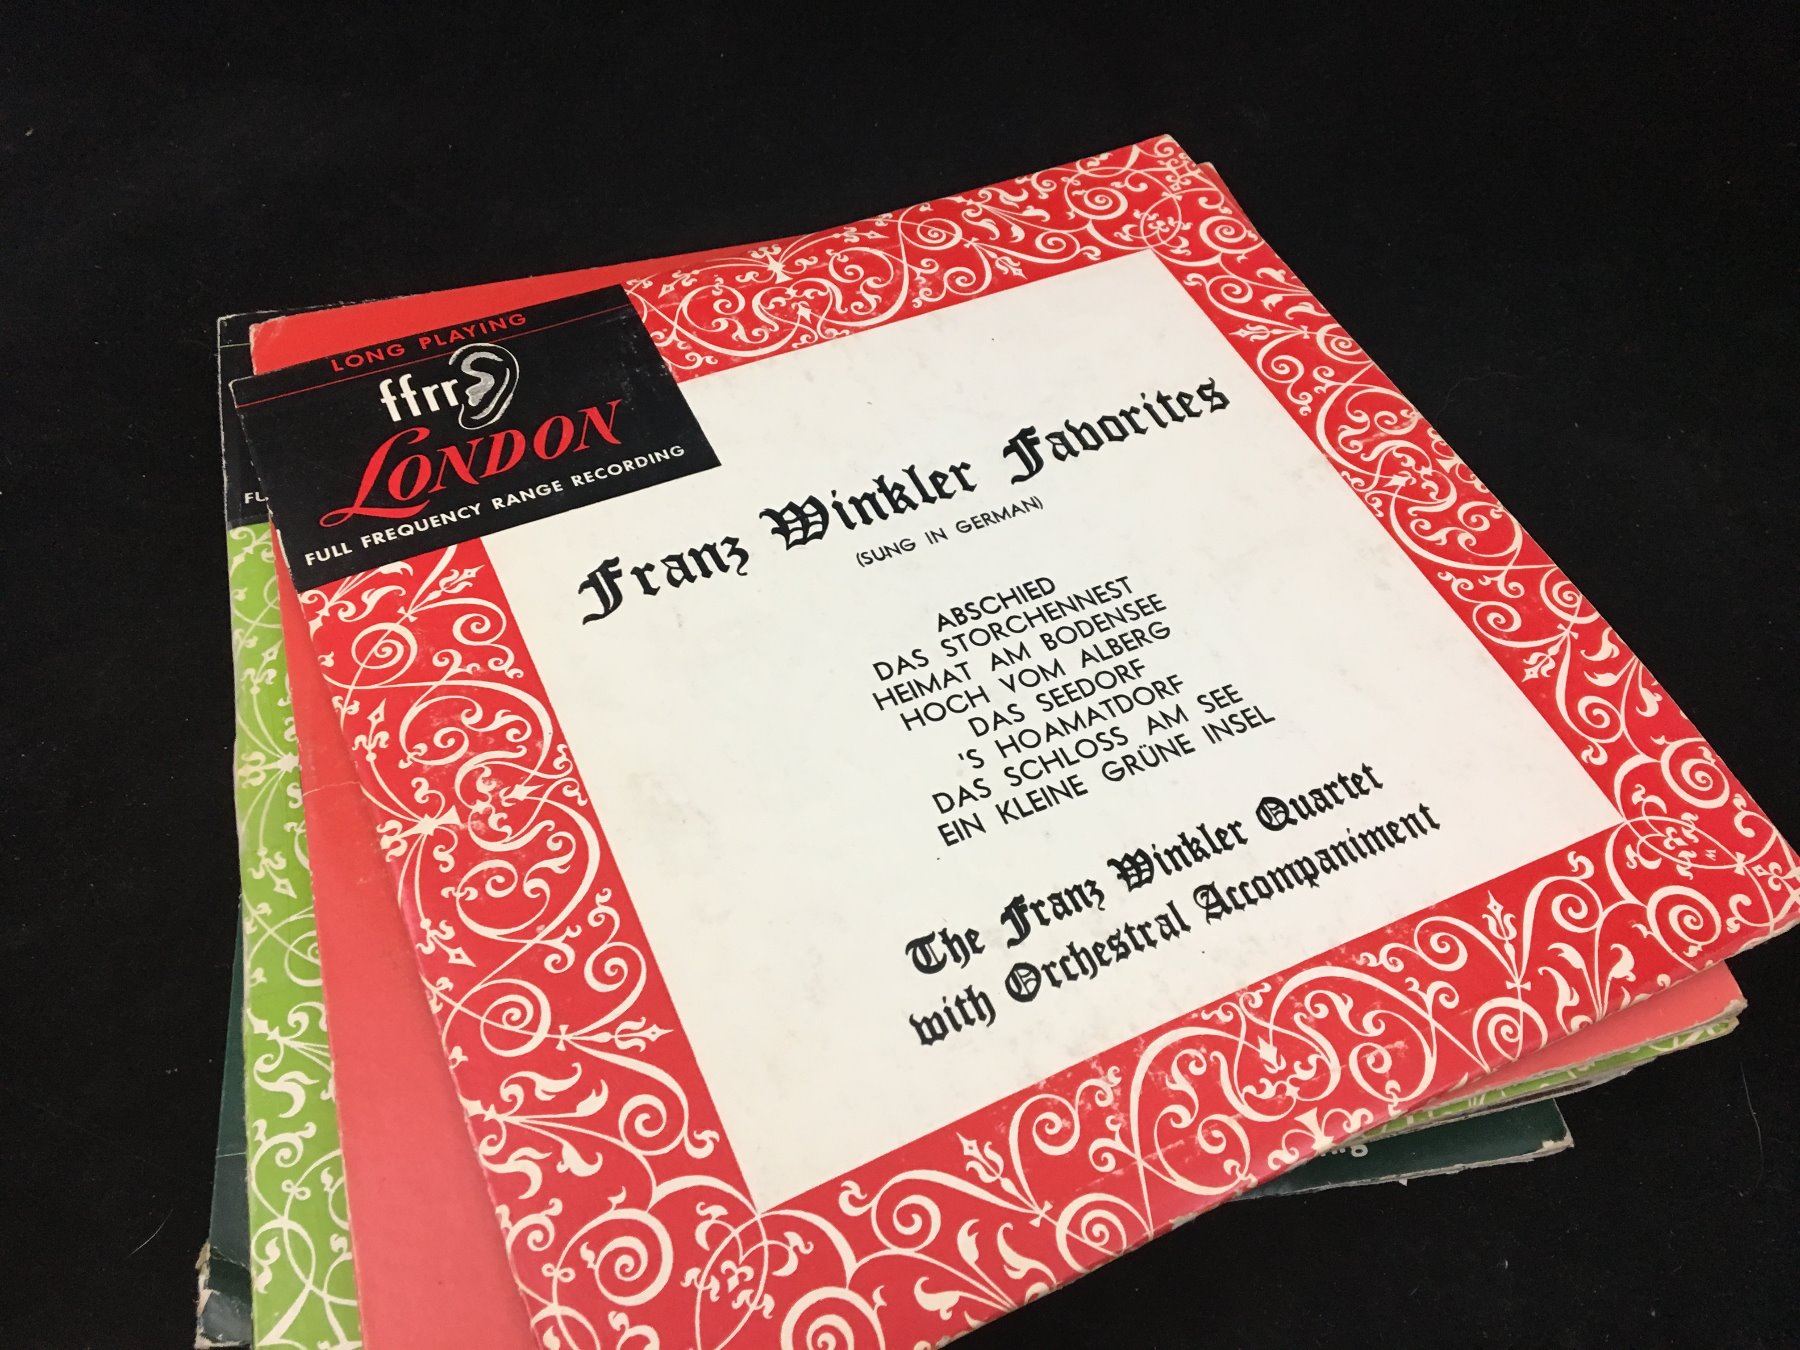 LONG PLAYING
ffrr
LONDON
FULL FREQUENCY RANGE RECORDING
FU
Franz Winkler Favorites
(SUNG IN GERMAN)
ABSCHIED
DAS STORCHENNEST
HEIMAT AM BODENSEE
HOCH VOM ALBERG
DAS SEEDORF
'S HOAMATDORF
DAS SCHLOSS AM SEE
EIN KLEINE GRÜNE INSEL
The Franz Winkler Quartet
with Orchestral Accompaniment